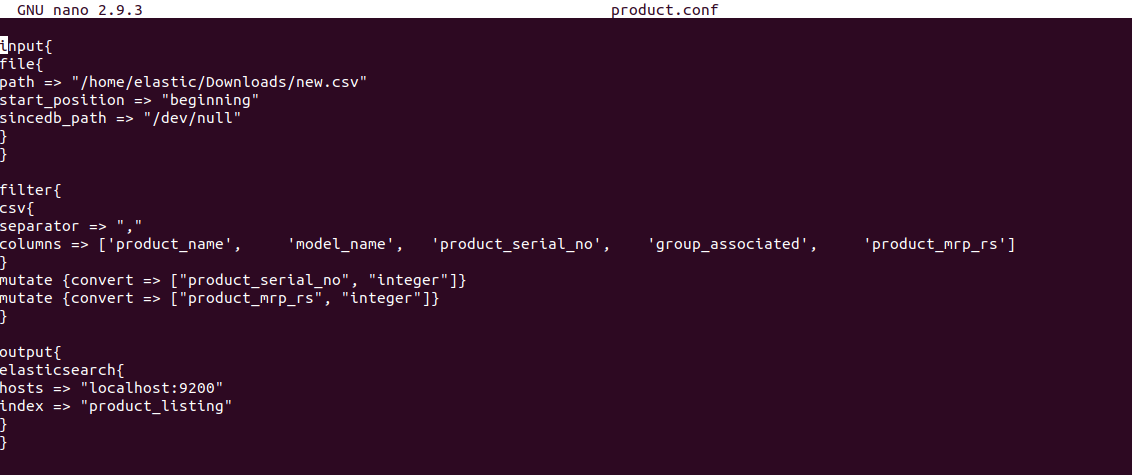 GNU nano 2.9.3 product.conf
input{
file{
path => "/home/elastic/Downloads/new.csv"
start_position => "beginning"
sincedb_path => "/dev/null"
}
}
filter{
csv{
separator => ","
columns => ['product_name', 'model_name', 'product_serial_no', 'group_associated', 'product_mrp_rs']
}
mutate {convert => ["product_serial_no", "integer"]}
mutate {convert => ["product_mrp_rs", "integer"]}
}
output{
elasticsearch{
hosts => "localhost:9200"
index => "product_listing"
}
}